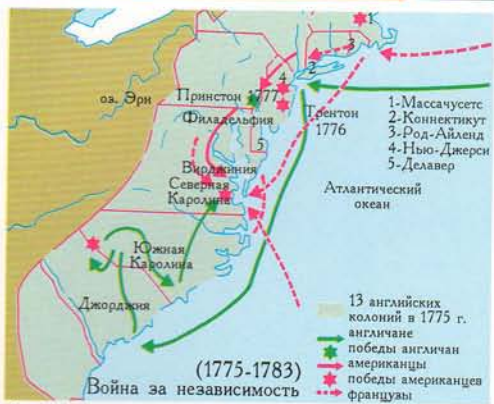 1
3
2
4
оз. Эри
Принстон 1777
Филадельфия
Трентон
1776
5
1-Массачусетс
2-Коннектикут
3-Род-Айленд
4-Нью-Джерси
5-Делавер
Вирджиния
Северная
Каролина
Атлантический
океан
Южная
Каролина
Джорджия
13 английских
колоний в 1775 г.
англичане
победы англичан
американцы
победы американцев
французы
(1775-1783)
Война за независимость